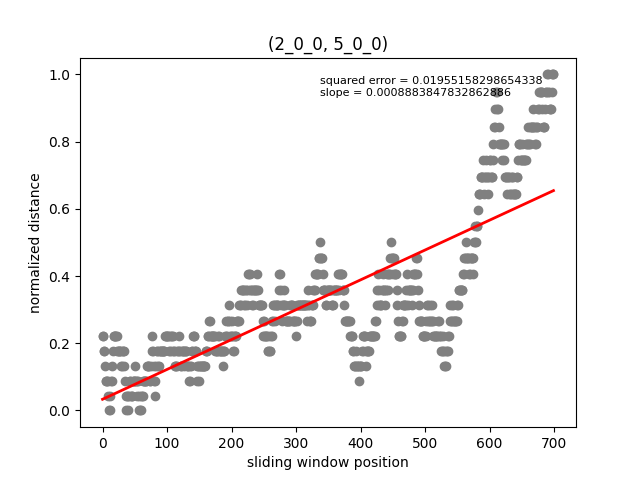 (2_0_0, 5_0_0)
squared error = 0.01955158298654338
slope = 0.0008883847832862886
1.0
0.8
0.6
0.4
0.2
0.0
normalized distance
0 100 200 300 400 500 600 700
sliding window position